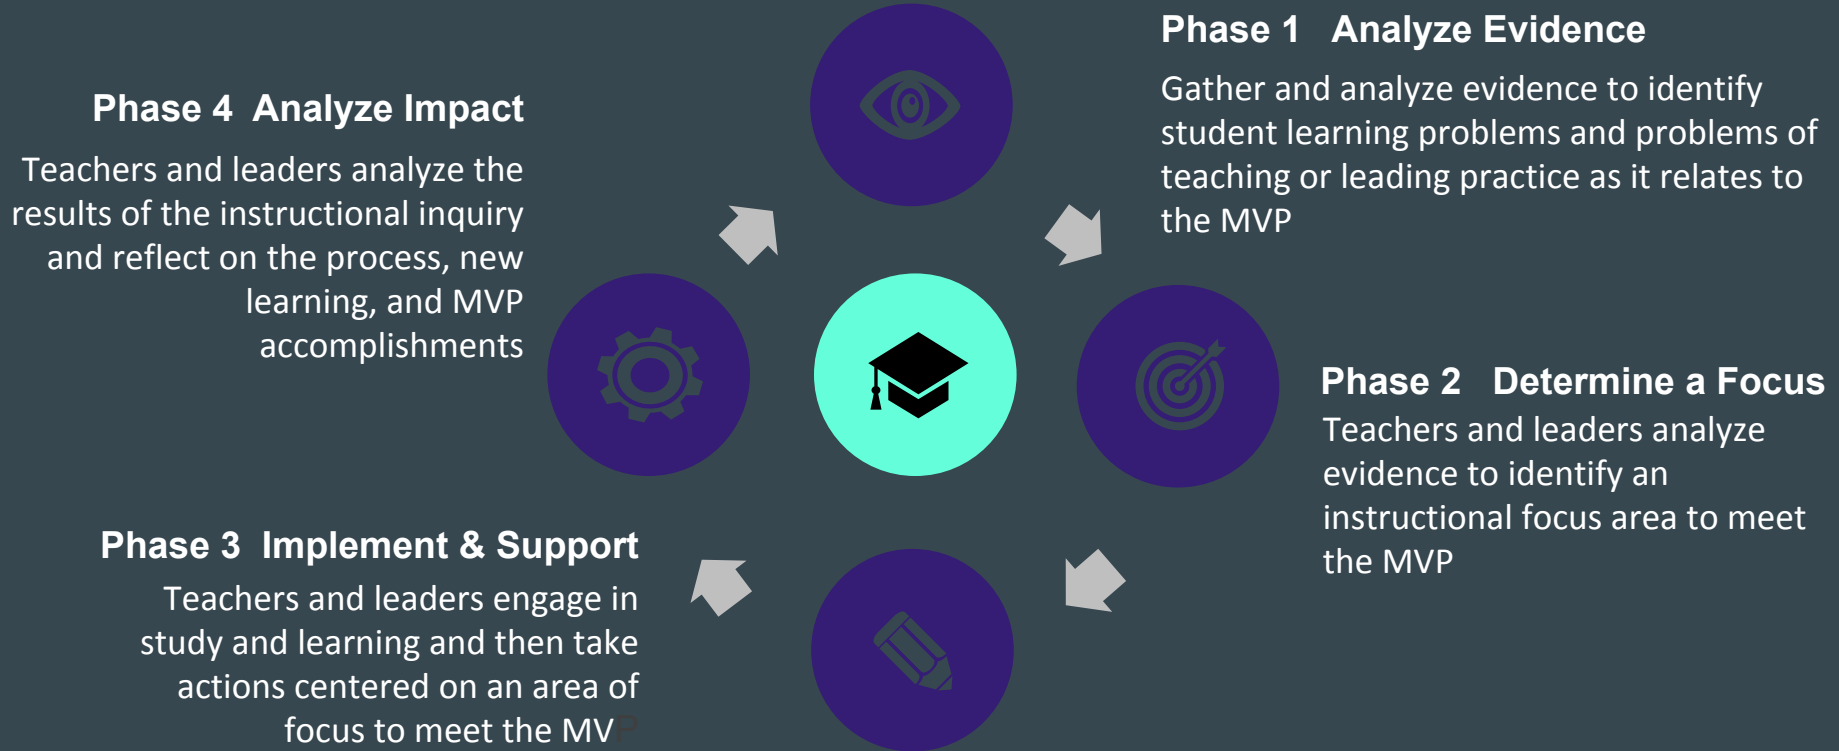 Phase 1 Analyze Evidence
Gather and analyze evidence to identify
student learning problems and problems of
teaching or leading practice as it relates to
the MVP
Phase 2 Determine a Focus
Teachers and leaders analyze
evidence to identify an
instructional focus area to meet
the MVP
Phase 3 Implement & Support
Teachers and leaders engage in
study and learning and then take
actions centered on an area of
focus to meet the MVP
Phase 4 Analyze Impact
Teachers and leaders analyze the
results of the instructional inquiry
and reflect on the process, new
learning, and MVP
accomplishments